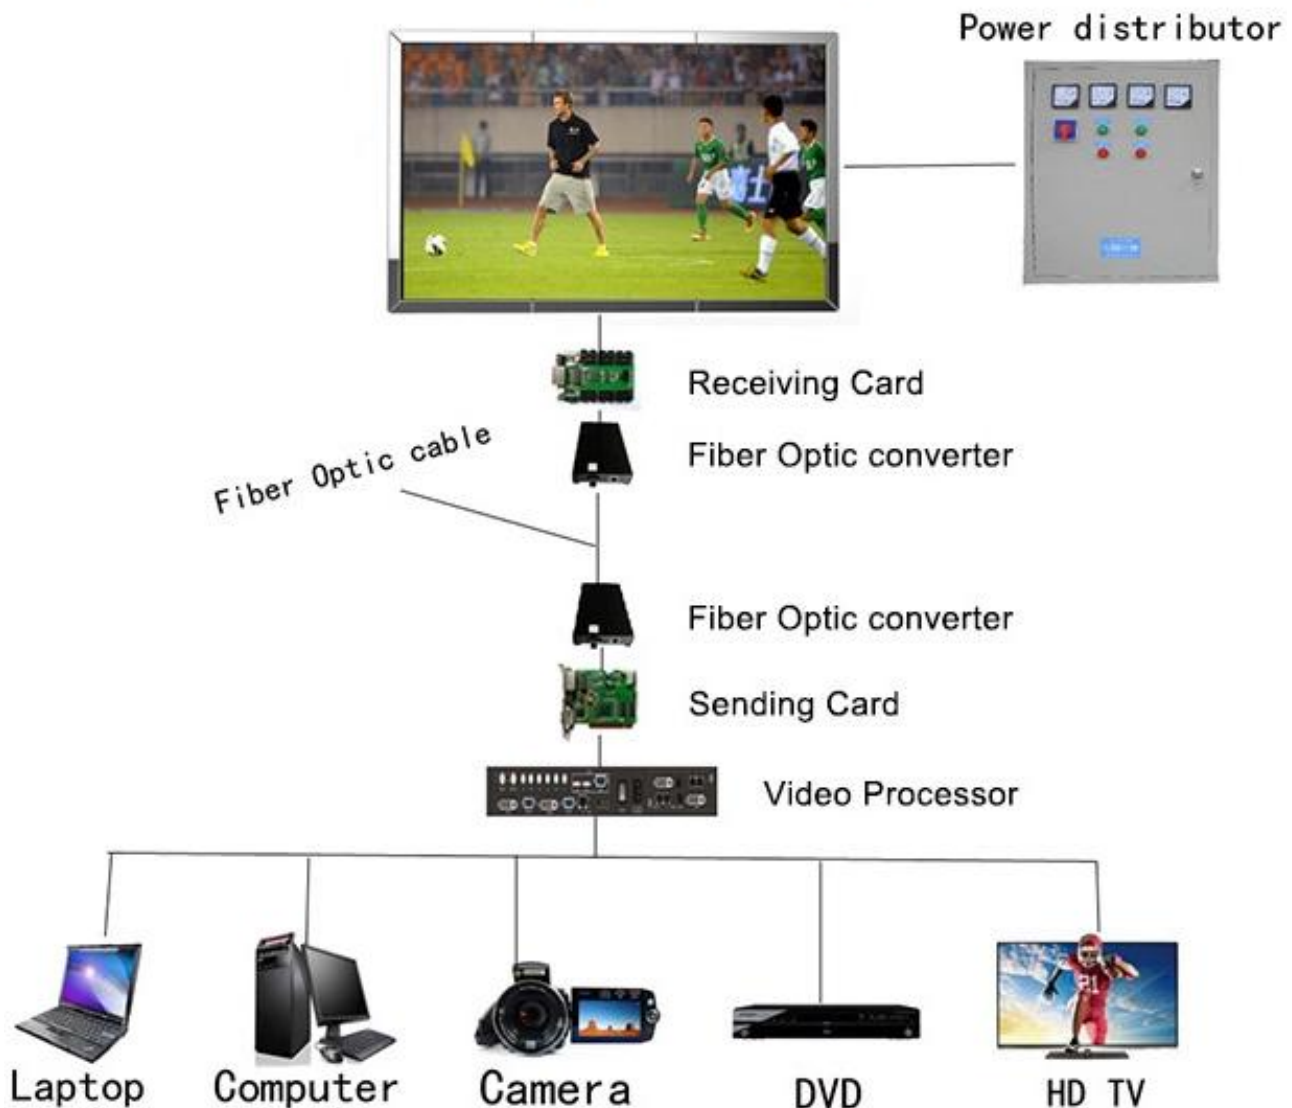 Power distributor
Receiving Card
Fiber Optic cable
Fiber Optic converter
Fiber Optic converter
Sending Card
Video Processor
Laptop
Computer
Camera
DVD
HD TV
21